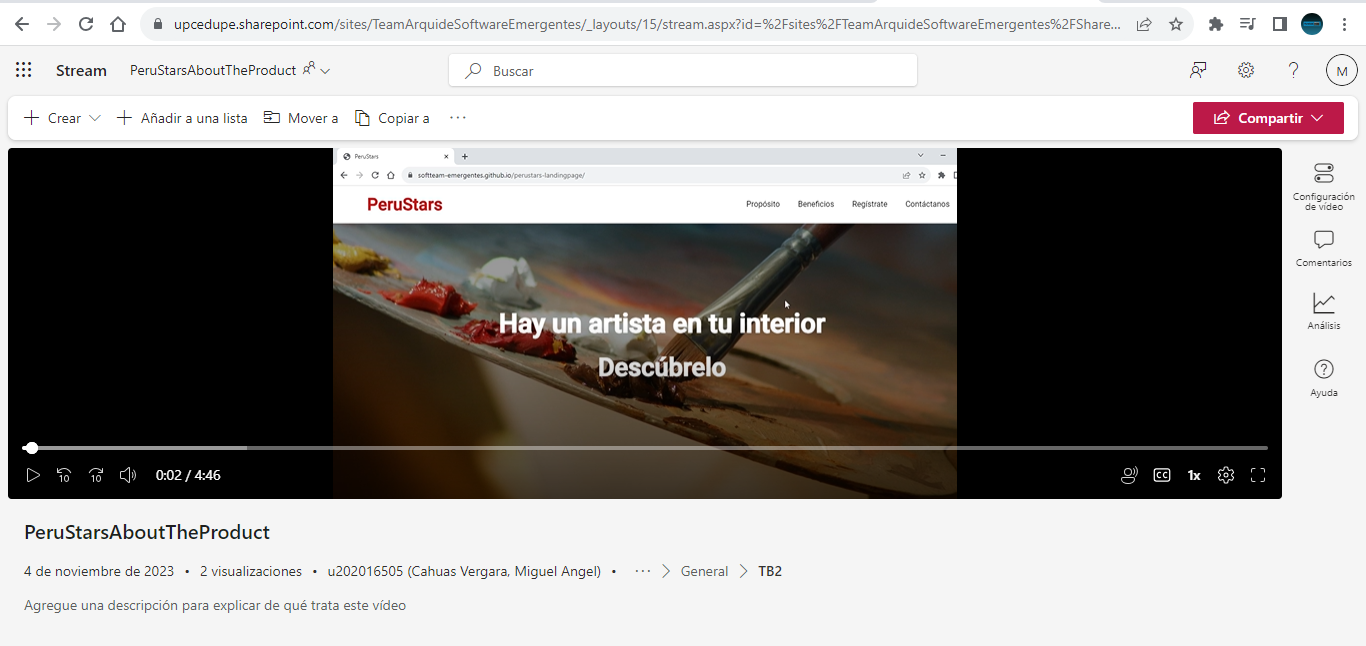 upcedupe.sharepoint.com/sites/TeamArquideSoftwareEmergentes/_layouts/15/stream.aspx?id=%2Fsites%2FTeamArquideSoftwareEmergentes%2FShare...
Stream PeruStarsAboutTheProduct Buscar ? M
Crear Añadir a una lista Mover a Copiar a ... Compartir
PeruStars
softteam-emergentes.github.io/perustars-landingpage/
PeruStars Propósito Beneficios Regístrate Contáctanos
Hay un artista en tu interior
Descúbrelo
10 10 0:02 / 4:46 CC 1x
Configuración
de vídeo
Comentarios
Análisis
Ayuda
PeruStarsAboutTheProduct
4 de noviembre de 2023 • 2 visualizaciones • u202016505 (Cahuas Vergara, Miguel Angel) • ... > General > TB2
Agregue una descripción para explicar de qué trata este vídeo